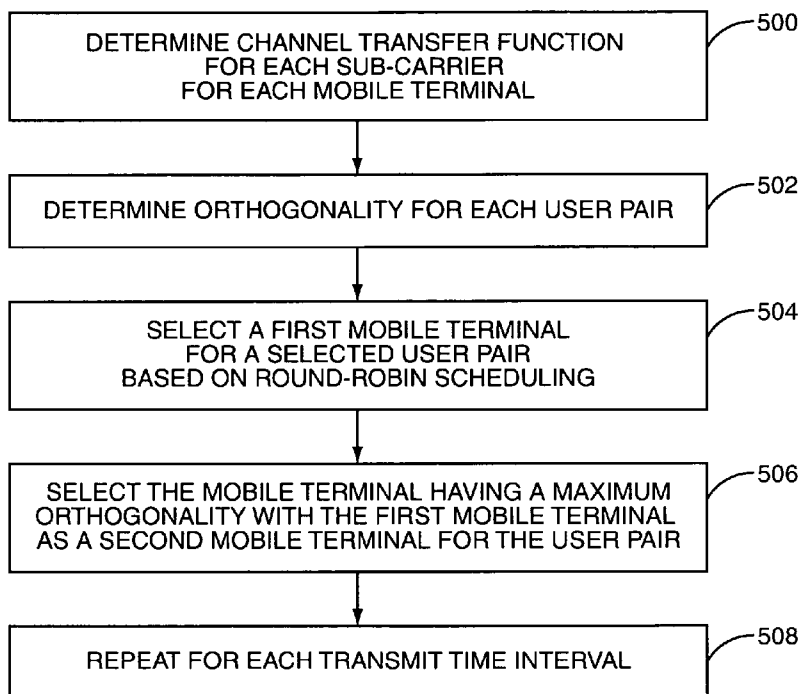 DETERMINE CHANNEL TRANSFER FUNCTION
FOR EACH SUB-CARRIER
FOR EACH MOBILE TERMINAL
500
DETERMINE ORTHOGONALITY FOR EACH USER PAIR
502
SELECT A FIRST MOBILE TERMINAL
FOR A SELECTED USER PAIR
BASED ON ROUND-ROBIN SCHEDULING
504
SELECT THE MOBILE TERMINAL HAVING A MAXIMUM
ORTHOGONALITY WITH THE FIRST MOBILE TERMINAL
AS A SECOND MOBILE TERMINAL FOR THE USER PAIR
506
REPEAT FOR EACH TRANSMIT TIME INTERVAL
508